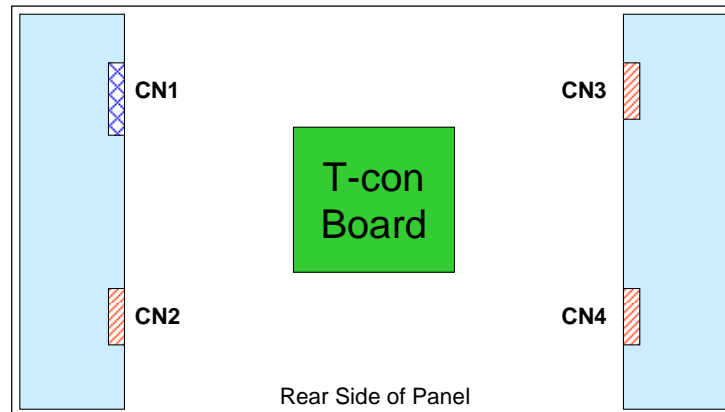 CN1
CN3
T-con
Board
CN2
CN4
Rear Side of Panel